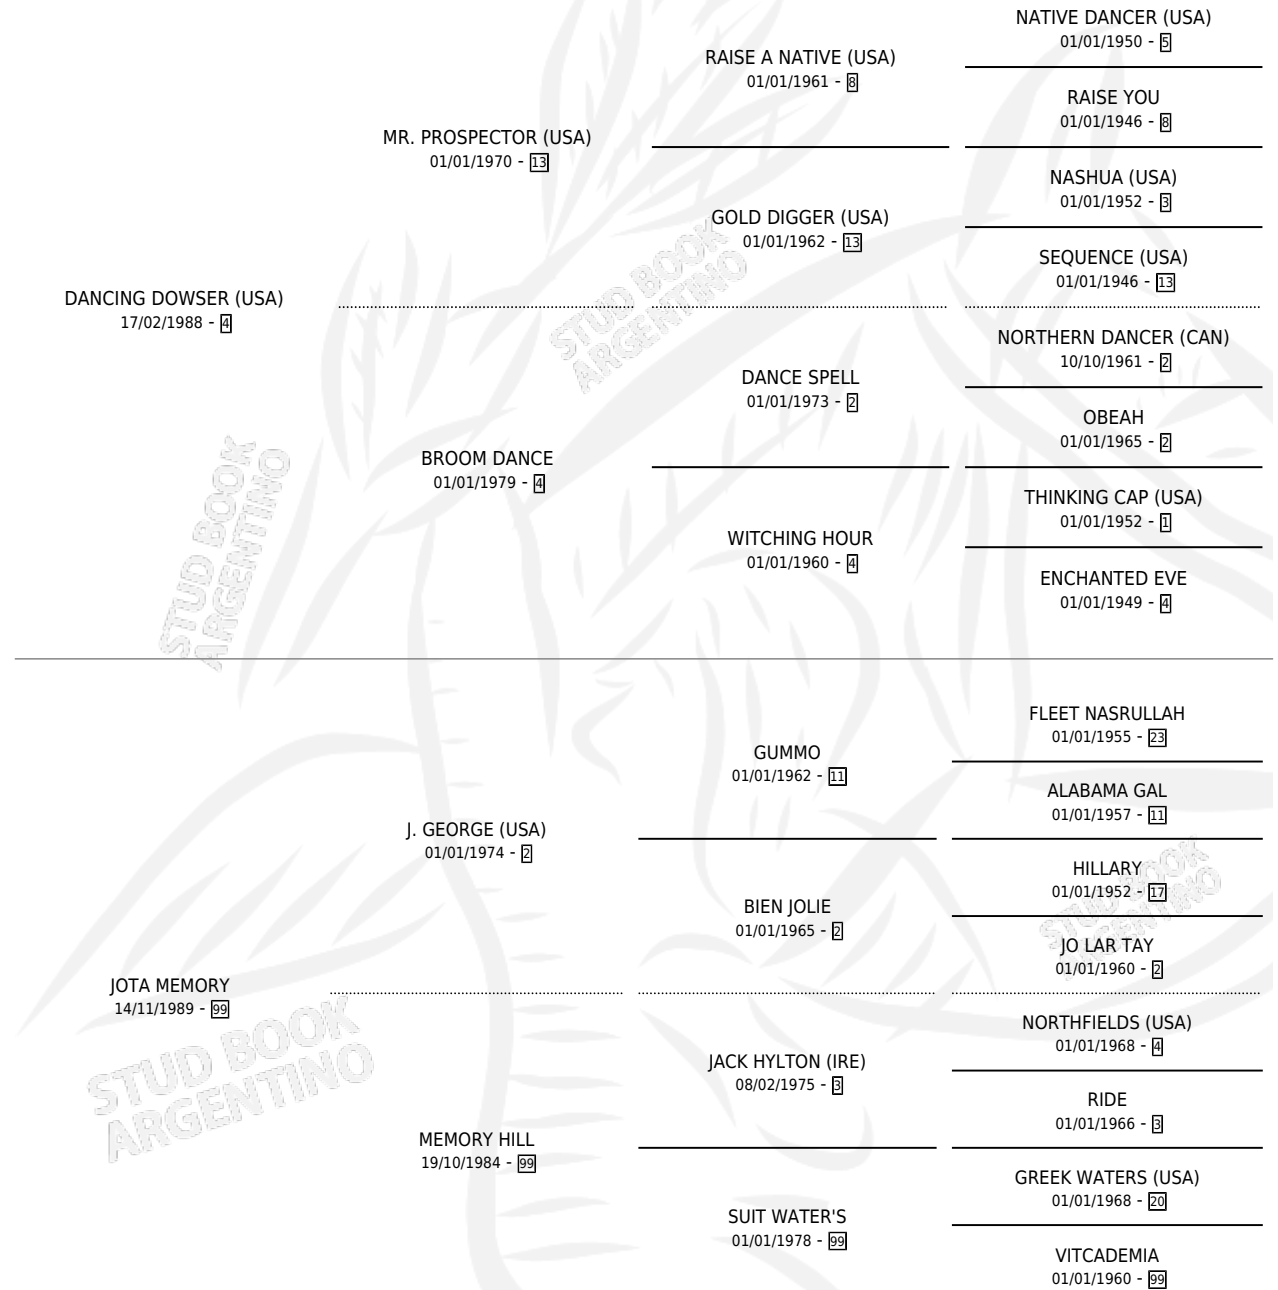 NATIVE DANCER (USA)
01/01/1950 - 5
RAISE A NATIVE (USA)
01/01/1961 - 8
RAISE YOU
01/01/1946 - 8
MR. PROSPECTOR (USA)
01/01/1970 - 13
NASHUA (USA)
01/01/1952 - 3
GOLD DIGGER (USA)
01/01/1962 - 13
SEQUENCE (USA)
01/01/1946 - 13
DANCING DOWSER (USA)
17/02/1988 - 4
STUD BOOK
ARGENTINO
NORTHERN DANCER (CAN)
10/10/1961 - 2
DANCE SPELL
01/01/1973 - 2
OBEAH
01/01/1965 - 2
BROOM DANCE
01/01/1979 - 4
THINKING CAP (USA)
01/01/1952 - 1
WITCHING HOUR
01/01/1960 - 4
ENCHANTED EVE
01/01/1949 - 4
STUD BOOK
ARGENTINO
FLEET NASRULLAH
01/01/1955 - 23
GUMMO
01/01/1962 - 11
ALABAMA GAL
01/01/1957 - 11
J. GEORGE (USA)
01/01/1974 - 2
HILLARY
01/01/1952 - 17
STUD BOOK
ARGENTINO
BIEN JOLIE
01/01/1965 - 2
JO LAR TAY
01/01/1960 - 2
JOTA MEMORY
14/11/1989 - 99
STUD BOOK
ARGENTINO
NORTHFIELDS (USA)
01/01/1968 - 4
JACK HYLTON (IRE)
08/02/1975 - 3
RIDE
01/01/1966 - 3
MEMORY HILL
19/10/1984 - 99
GREEK WATERS (USA)
01/01/1968 - 20
SUIT WATER'S
01/01/1978 - 99
VITCADEMIA
01/01/1960 - 99